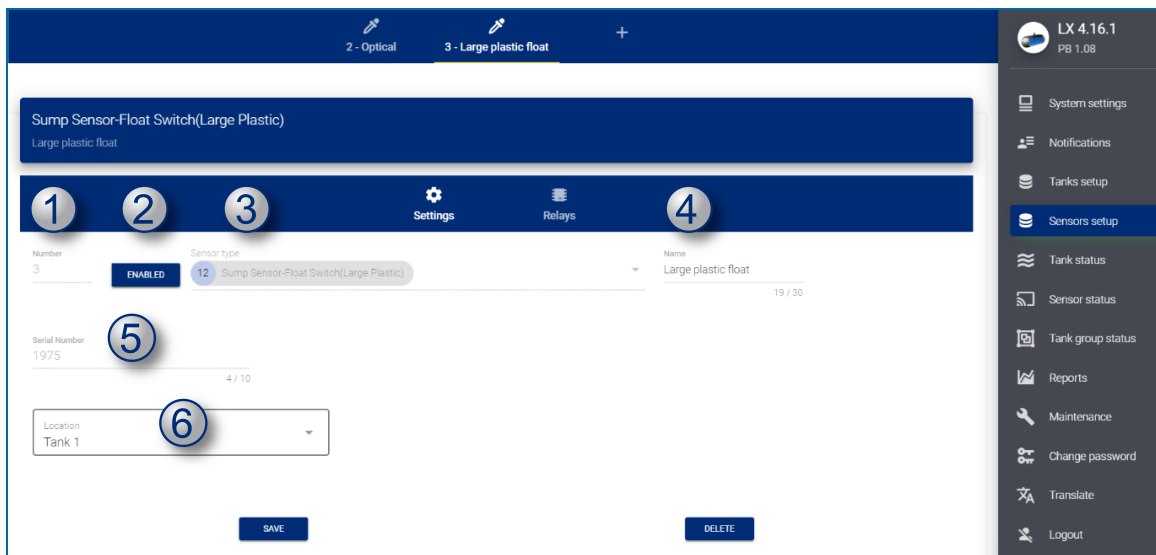 2 - Optical
3 - Large plastic float
+
LX 4.16.1
PB 1.08
Sump Sensor-Float Switch(Large Plastic)
Large plastic float
1
2
3
Settings
Relays
4
Number
3
ENABLED
Sensor type
12 Sump Sensor-Float Switch(Large Plastic)
Name
Large plastic float
19 / 30
Serial Number
1975
5
4 / 10
Location
Tank 1
6
SAVE
DELETE
System settings
Notifications
Tanks setup
Sensors setup
Tank status
Sensor status
Tank group status
Reports
Maintenance
Change password
Translate
Logout